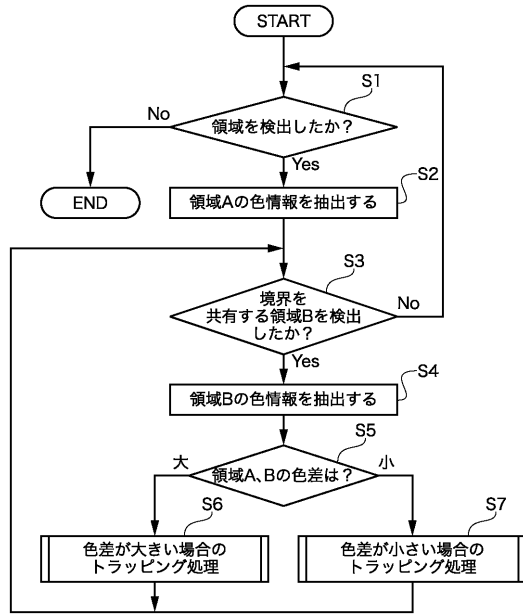 START
S1
領域を検出したか？
No
Yes
END
S2
領域Aの色情報を抽出する
S3
境界を
共有する領域Bを検出
したか？
No
Yes
S4
領域Bの色情報を抽出する
S5
大
領域A、Bの色差は？
小
S6
色差が大きい場合の
トラッピング処理
S7
色差が小さい場合の
トラッピング処理